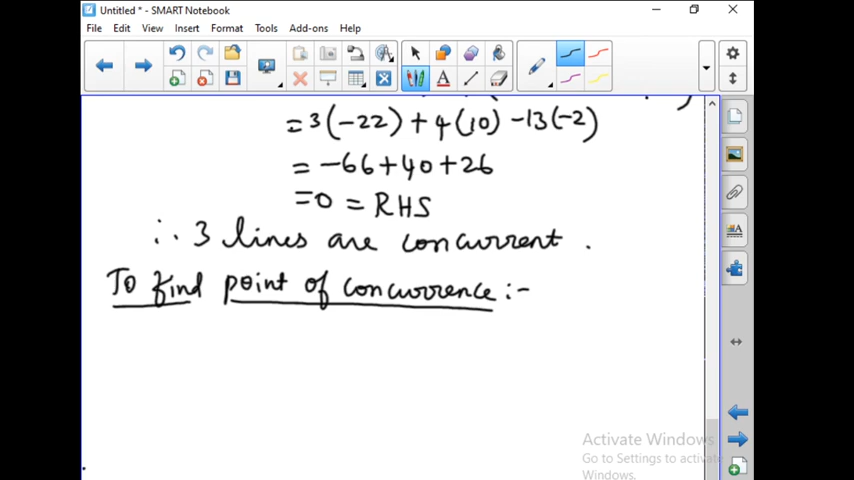 Untitled * - SMART Notebook
File Edit View Insert Format Tools Add-ons Help
=3(-22) + 4(10) -13(-2)
= -66+40+26
=0 = RHS
∴ 3 lines are concurrent .
To find point of concurrence :-
Activate Windows
Go to Settings to activate
Windows.